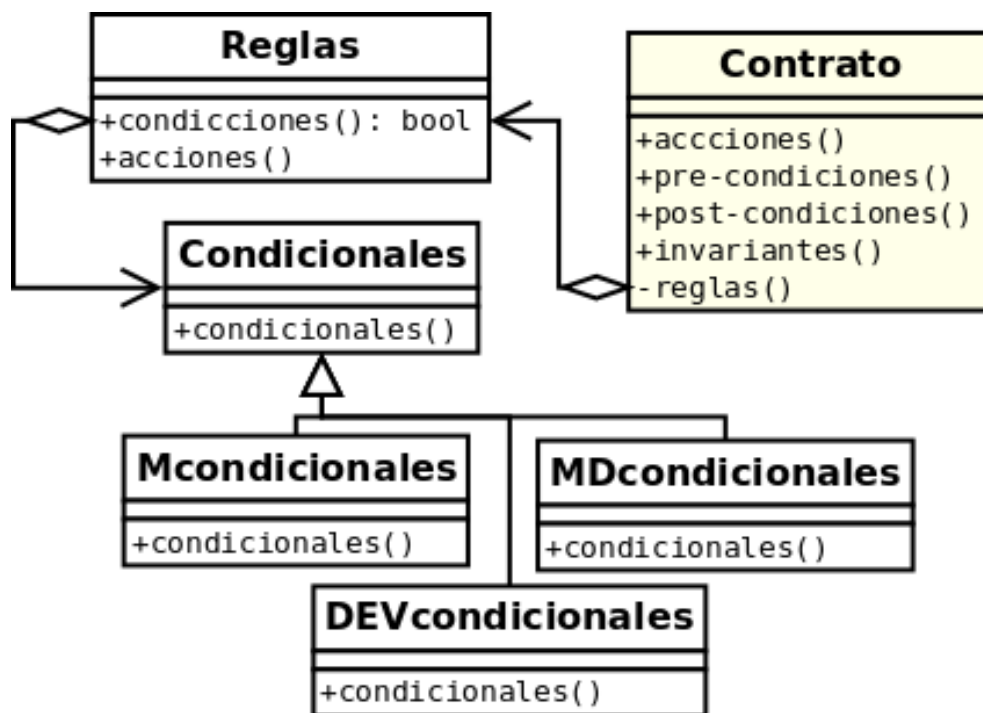 Reglas
+condicciones(): bool
+acciones()
Contrato
+accciones()
+pre-condiciones()
+post-condiciones()
+invariantes()
-reglas()
Condicionales
+condicionales()
Mcondicionales
+condicionales()
MDcondicionales
+condicionales()
DEVcondicionales
+condicionales()